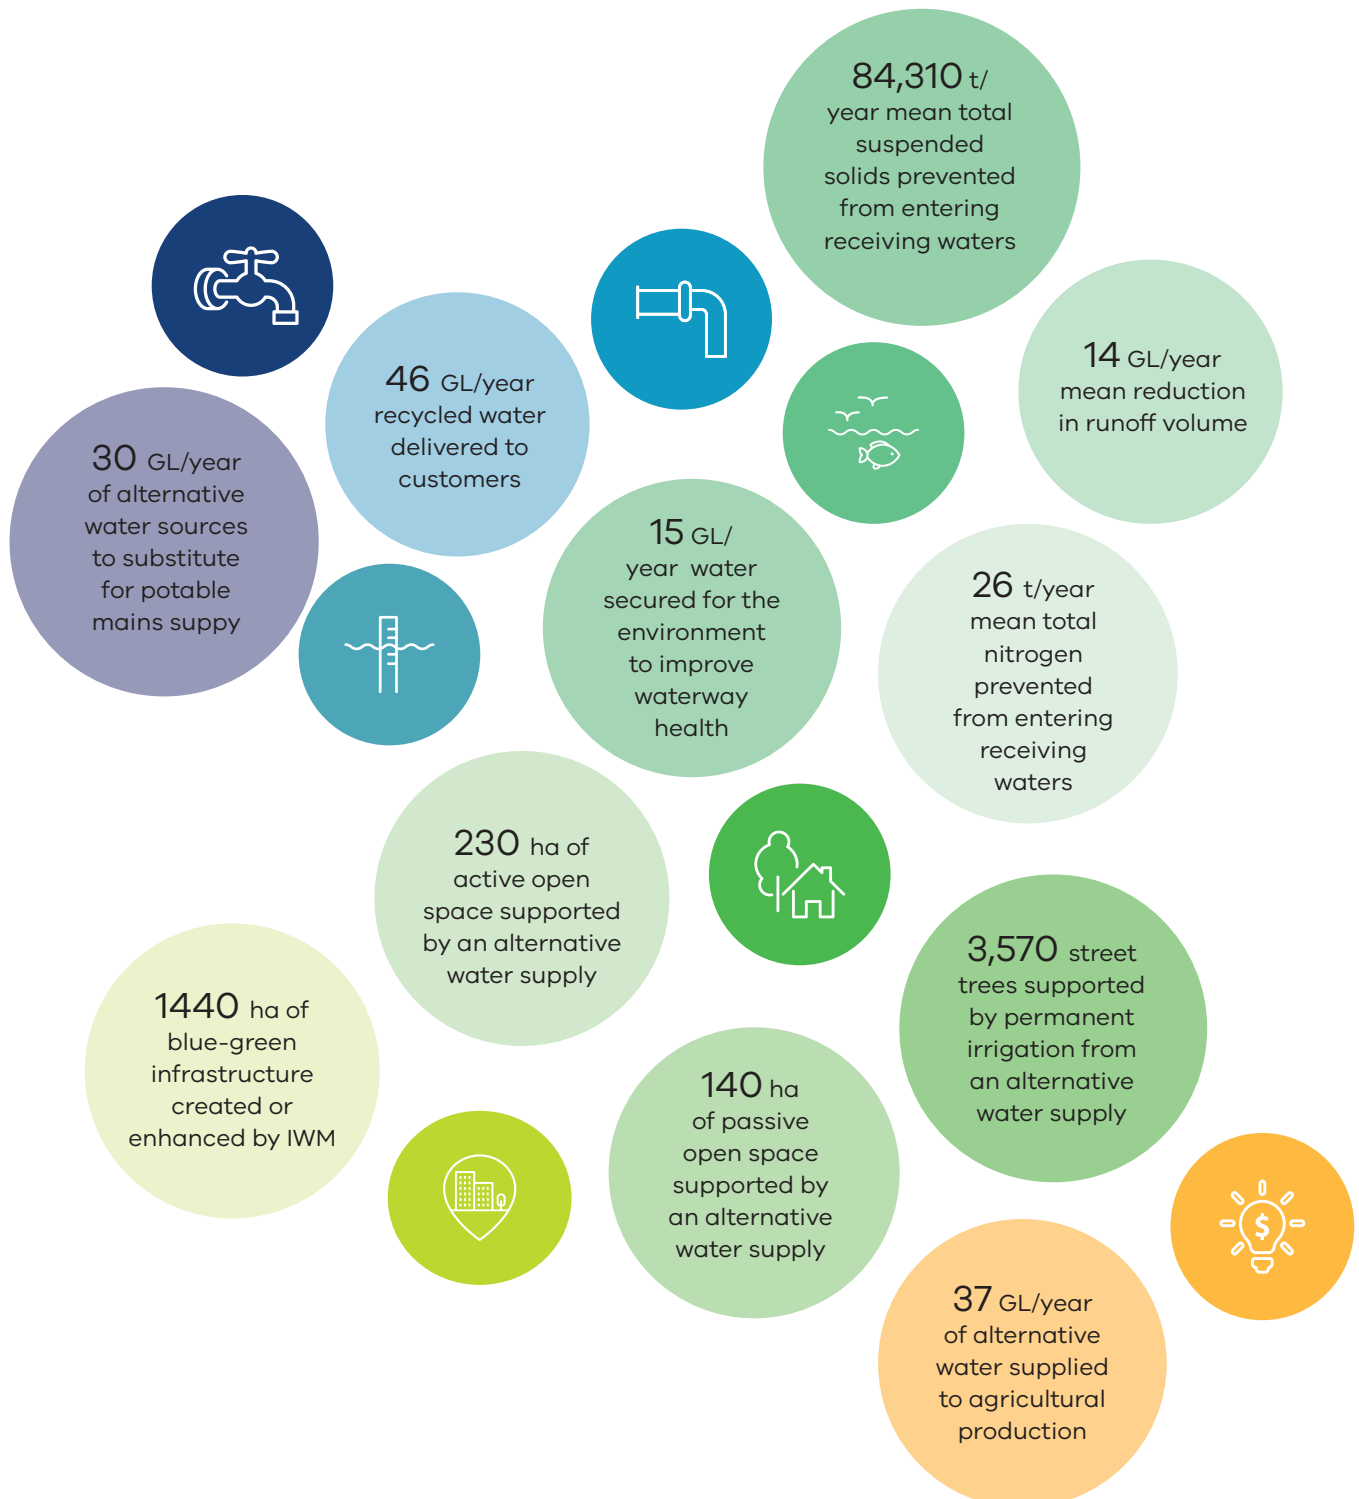 84,310 t/
year mean total
suspended
solids prevented
from entering
receiving waters
14 GL/year
mean reduction
in runoff volume
46 GL/year
recycled water
delivered to
customers
30 GL/year
of alternative
water sources
to substitute
for potable
mains suppy
15 GL/
year water
secured for the
environment
to improve
waterway
health
26 t/year
mean total
nitrogen
prevented
from entering
receiving
waters
230 ha of
active open
space supported
by an alternative
water supply
3,570 street
trees supported
by permanent
irrigation from
an alternative
water supply
1440 ha of
blue-green
infrastructure
created or
enhanced by IWM
140 ha
of passive
open space
supported by
an alternative
water supply
$
37 GL/year
of alternative
water supplied
to agricultural
production